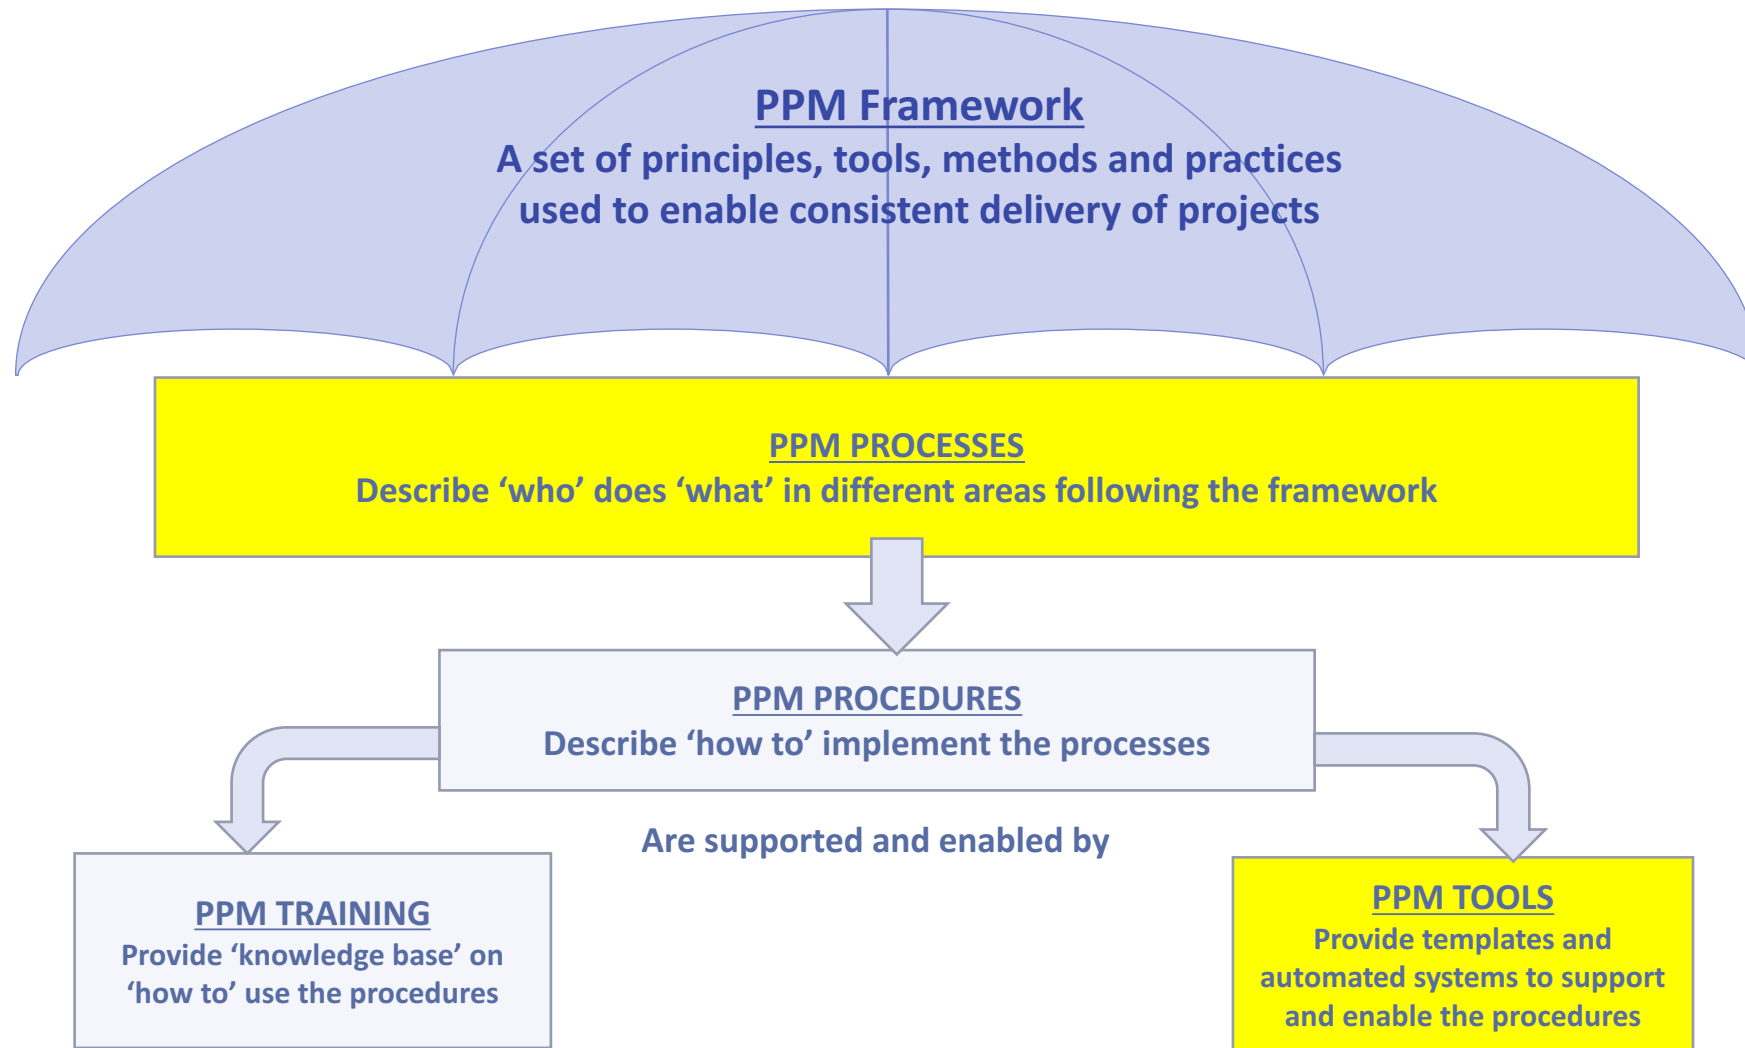 PPM Framework
A set of principles, tools, methods and practices
used to enable consistent delivery of projects
PPM PROCESSES
Describe ‘who’ does ‘what’ in different areas following the framework
PPM PROCEDURES
Describe ‘how to’ implement the processes
Are supported and enabled by
PPM TRAINING
Provide ‘knowledge base’ on
‘how to’ use the procedures
PPM TOOLS
Provide templates and
automated systems to support
and enable the procedures